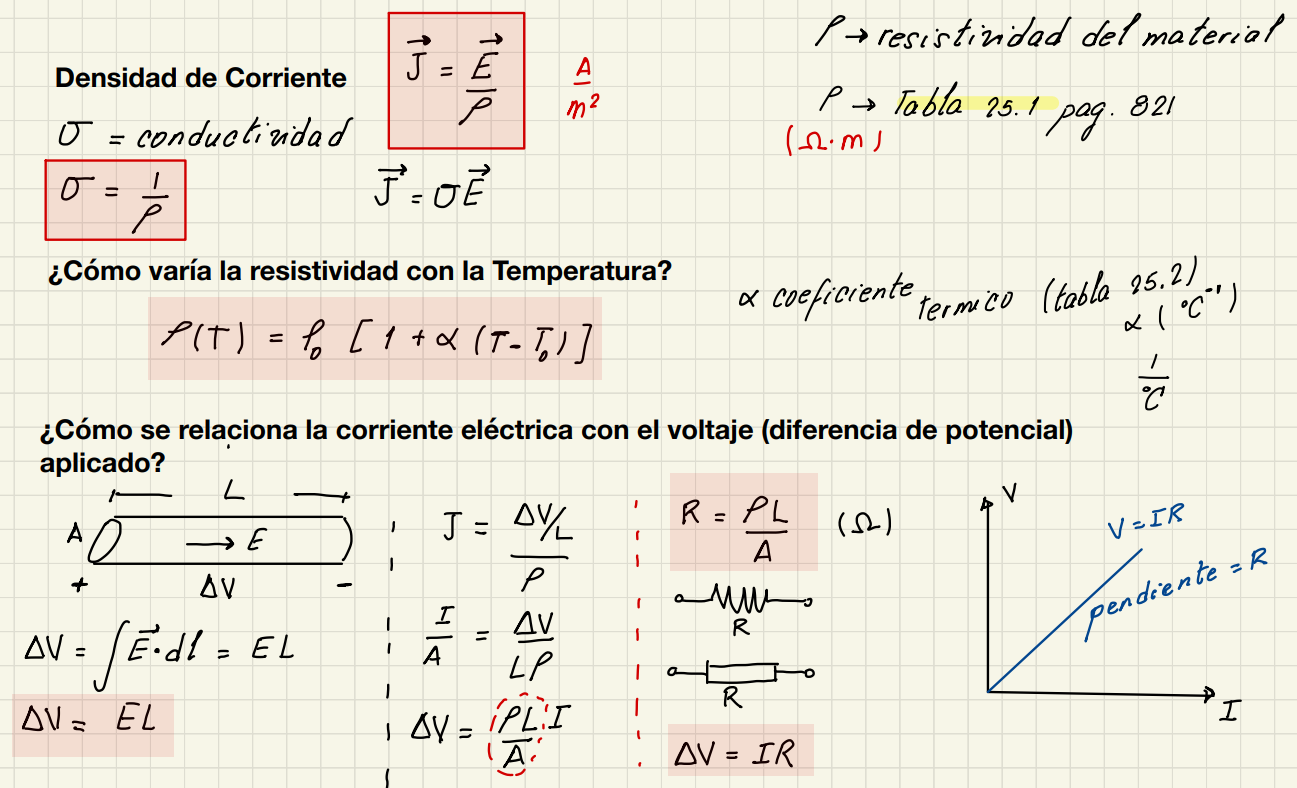 Densidad de Corriente
J⃗ = E⃗/ρ
A/m²
ρ → resistividad del material
ρ → Tabla 25.1 pag. 821
(Ω·m)
σ = conductividad
σ = 1/ρ
J⃗ = σE⃗
¿Cómo varía la resistividad con la Temperatura?
ρ(T) = ρ₀ [1 + α (T - T₀)]
α coeficiente termico (tabla 25.2)
α (°C⁻¹)
1/°C
¿Cómo se relaciona la corriente eléctrica con el voltaje (diferencia de potencial)
aplicado?
L
A → E
+ ΔV -
ΔV = ∫E⃗·dl = EL
ΔV = EL
J = (ΔV/L)/ρ
I/A = ΔV/Lρ
ΔV = (ρL/A) I
R = ρL/A (Ω)
R
R
ΔV = IR
V
V = IR
pendiente = R
I